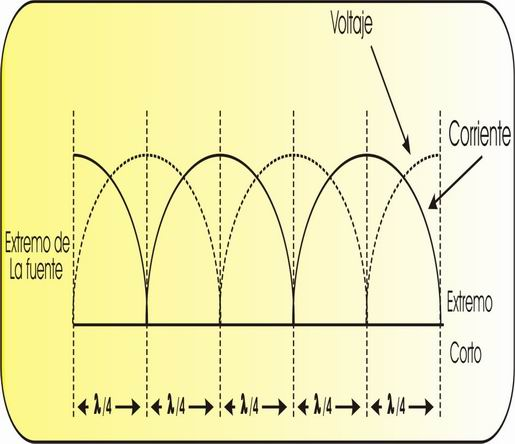 Voltaje
Corriente
Extremo de
La fuente
Extremo
Corto
λ/4 λ/4 λ/4 λ/4 λ/4